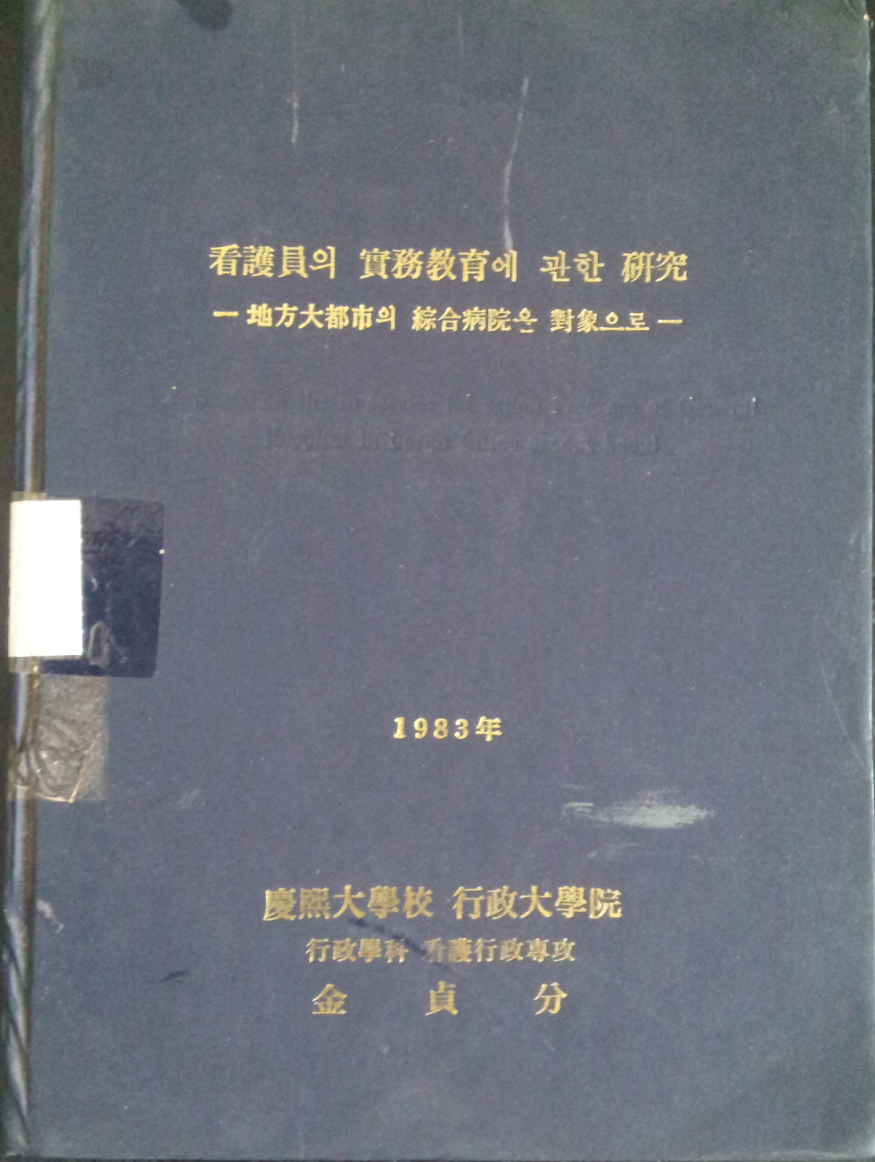 看護員의 實務教育에 관한 硏究
— 地方大都市의 綜合病院은 對象으로 —
1983年
慶熙大學校 行政大學院
行政學科 看護行政專攻
金 貞 分